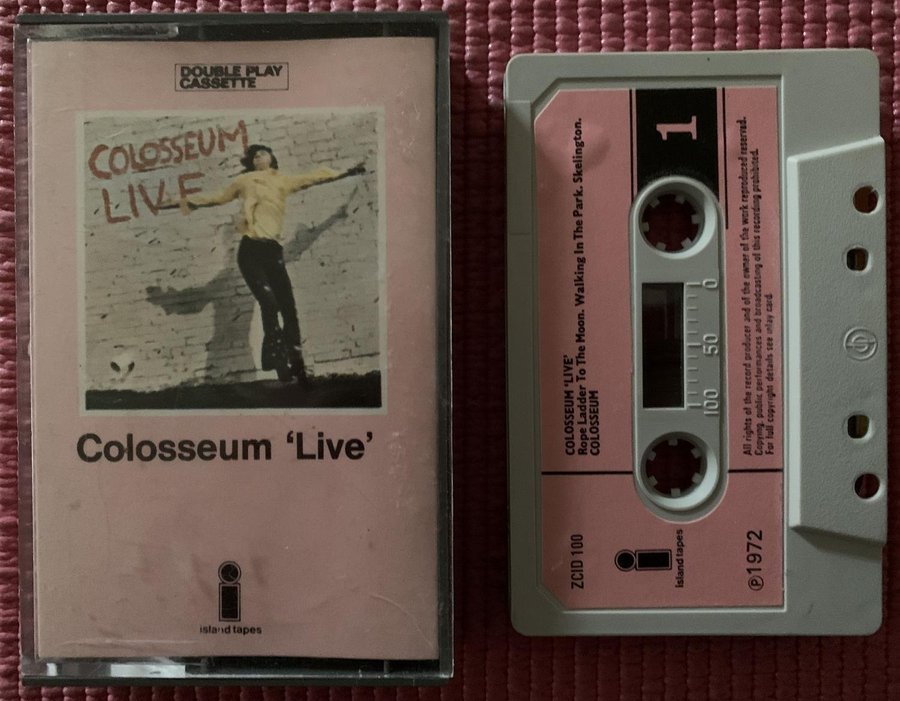 DOUBLE PLAY
CASSETTE
COLOSSEUM
LIVE
Colosseum ‘Live’
island tapes
1
COLOSSEUM ‘LIVE’
Rope Ladder To The Moon. Walking In The Park. Skelington.
COLOSSEUM
0
50
100
All rights of the record producer and of the owner of the work reproduced reserved.
Copying, public performances and broadcasting of this recording prohibited.
For full copyright details see inlay card.
ZCID 100
island tapes
℗1972